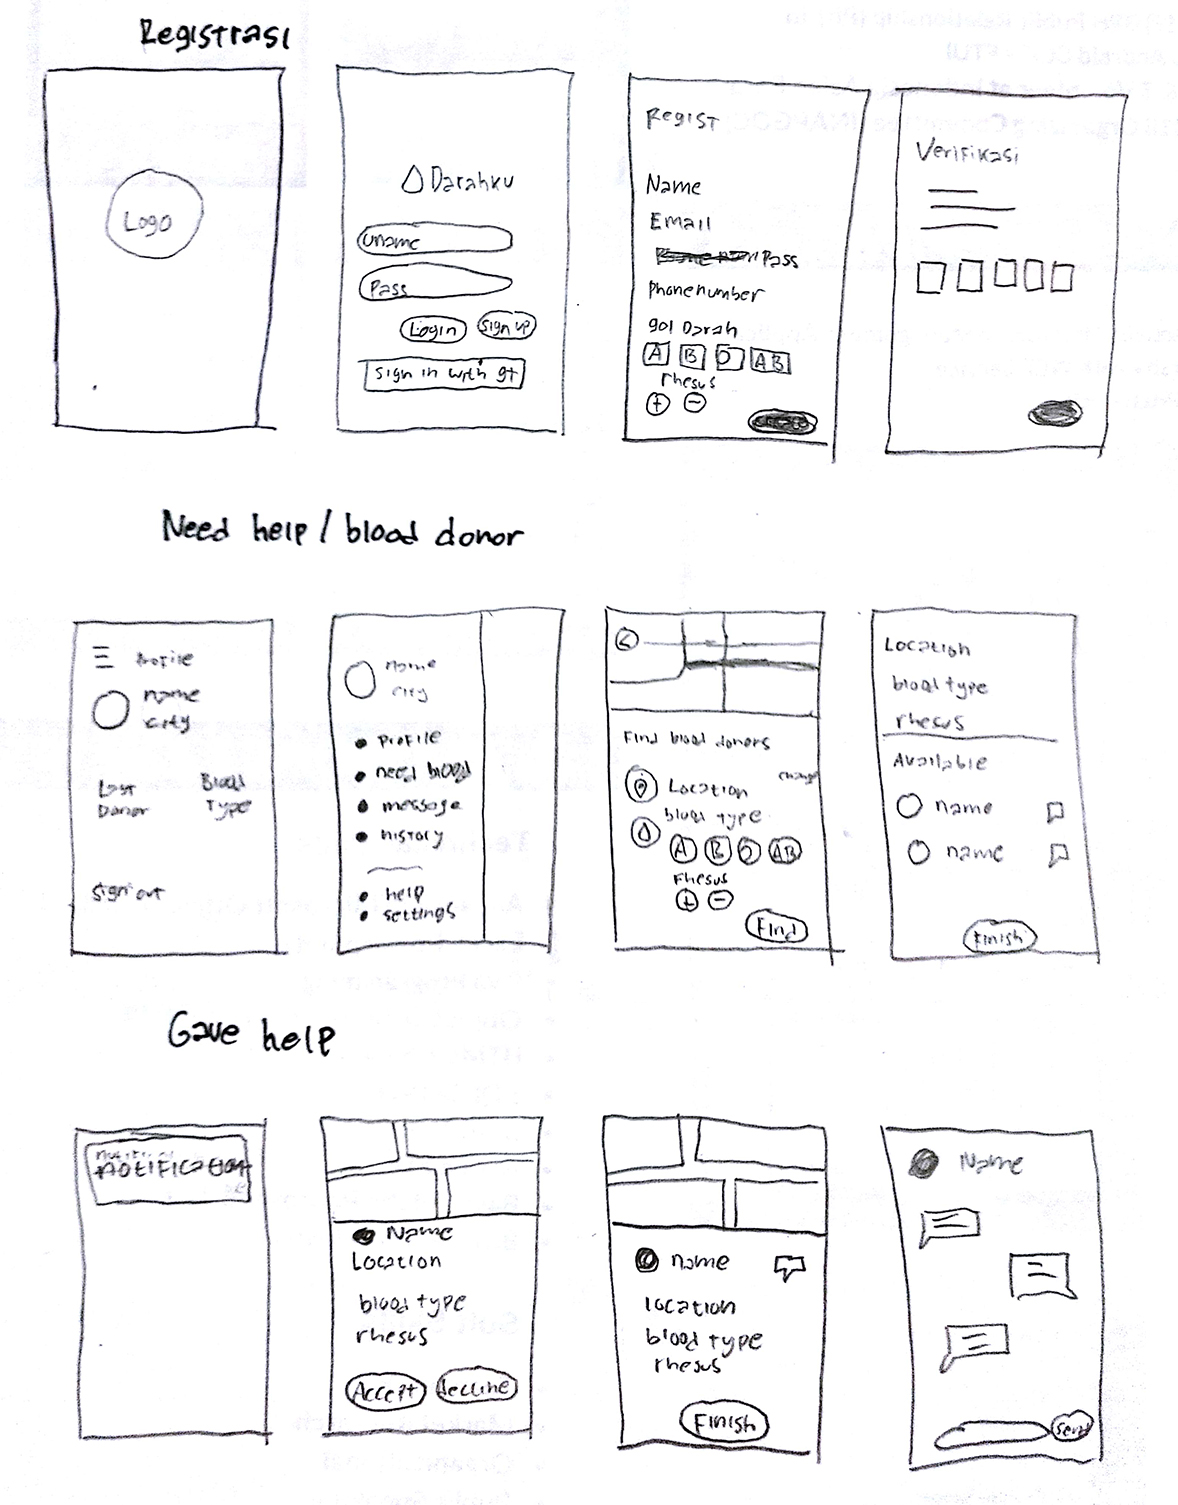 Registrasi
Logo
Darahku
Uname
Pass
Login
Sign up
Sign in with g+
Regist
Name
Email
Pass
Phonenumber
gol Darah
A B O AB
rhesus
+ -
Verifikasi
Need help / blood donor
Profile
name
city
Last Donor
Blood Type
Sign out
name
city
profile
need blood
message
history
help
settings
Find blood donors
Location
change
blood type
A B O AB
rhesus
+ -
Find
Location
blood type
rhesus
Available
name
name
Finish
Gave help
NOTIFICATION
Name
Location
blood type
rhesus
Accept
decline
name
location
blood type
rhesus
Finish
Name
Send